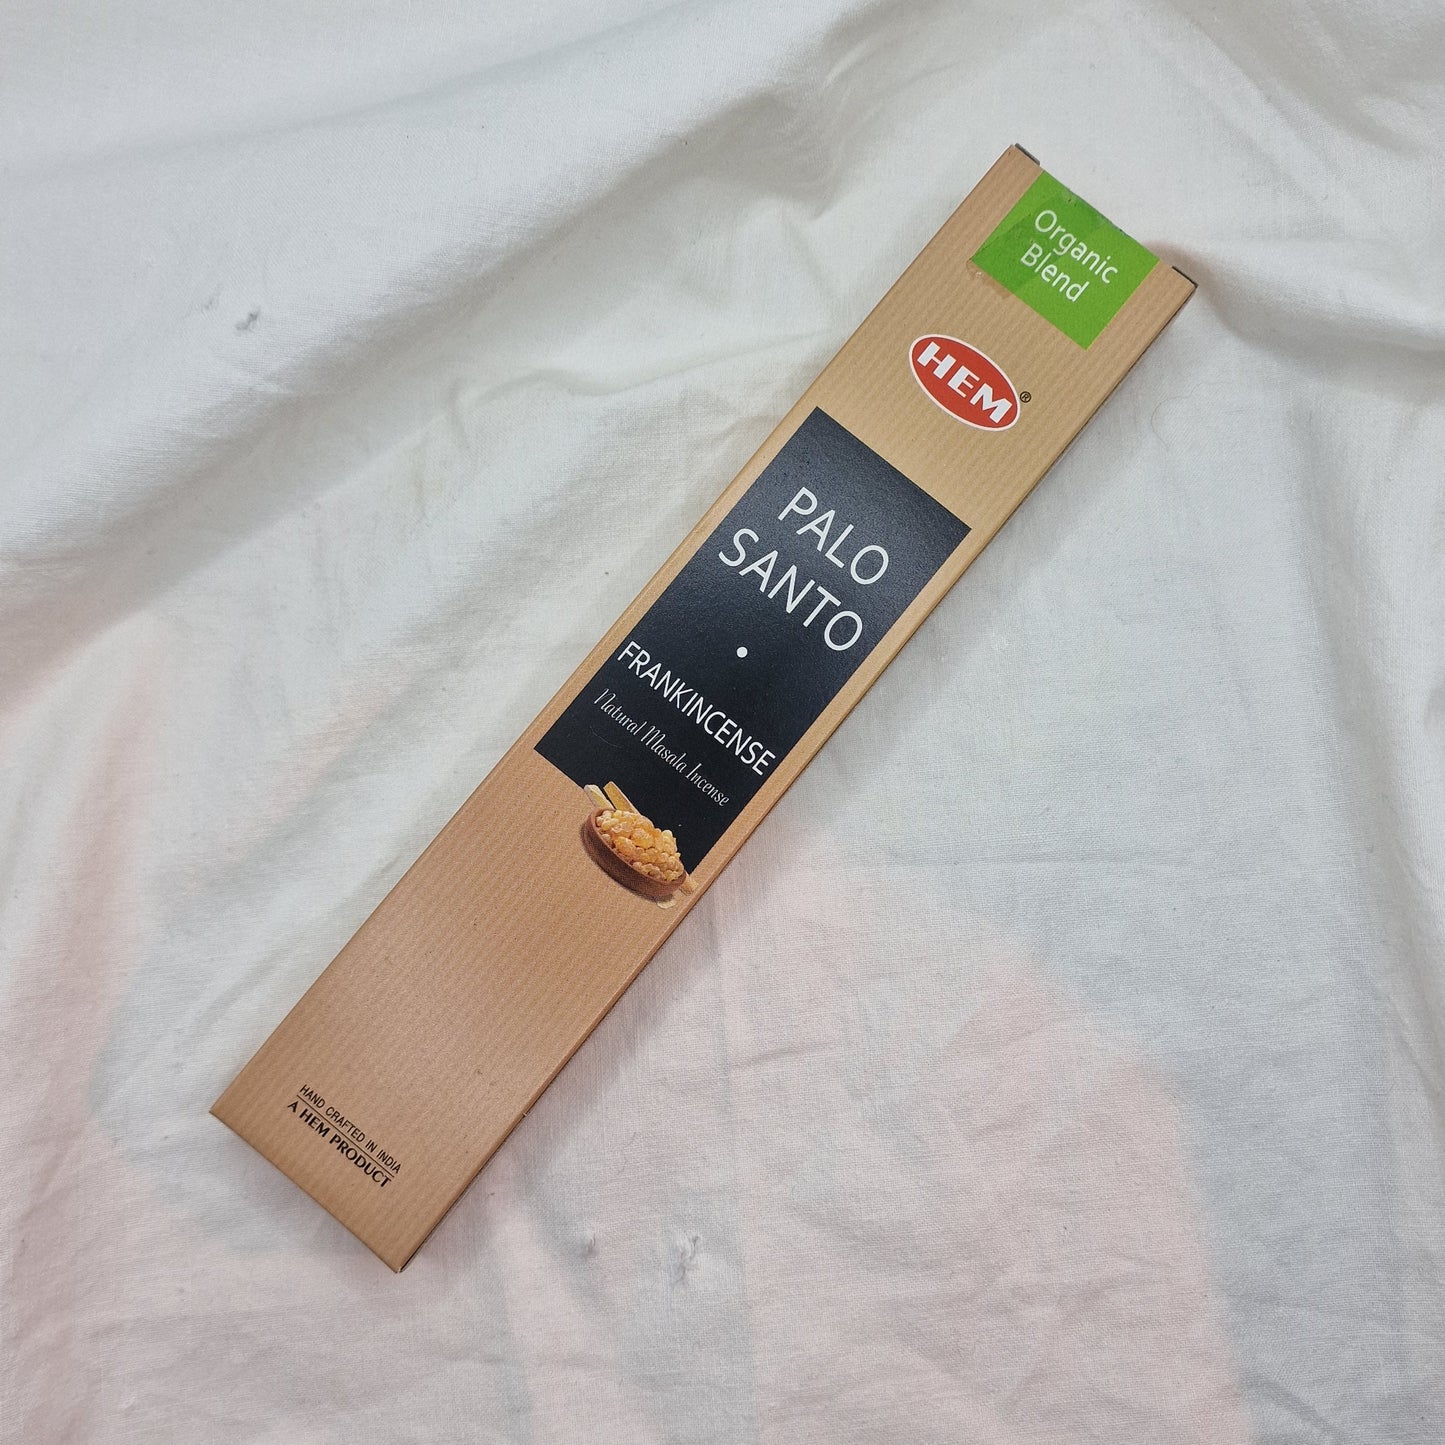 Organic
Blend
HEM®
PALO
SANTO
•
FRANKINCENSE
Natural Masala Incense
HAND CRAFTED IN INDIA
A HEM PRODUCT